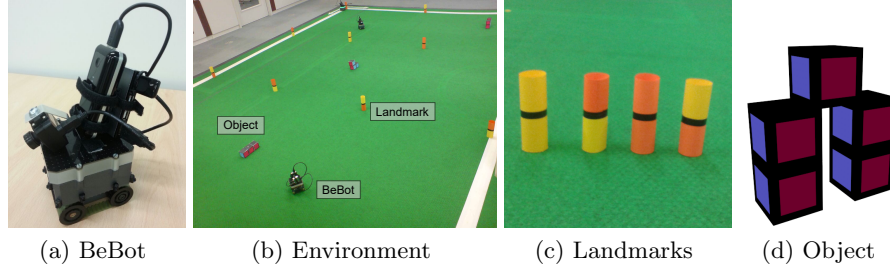 Object
Landmark
BeBot
(a) BeBot
(b) Environment
(c) Landmarks
(d) Object